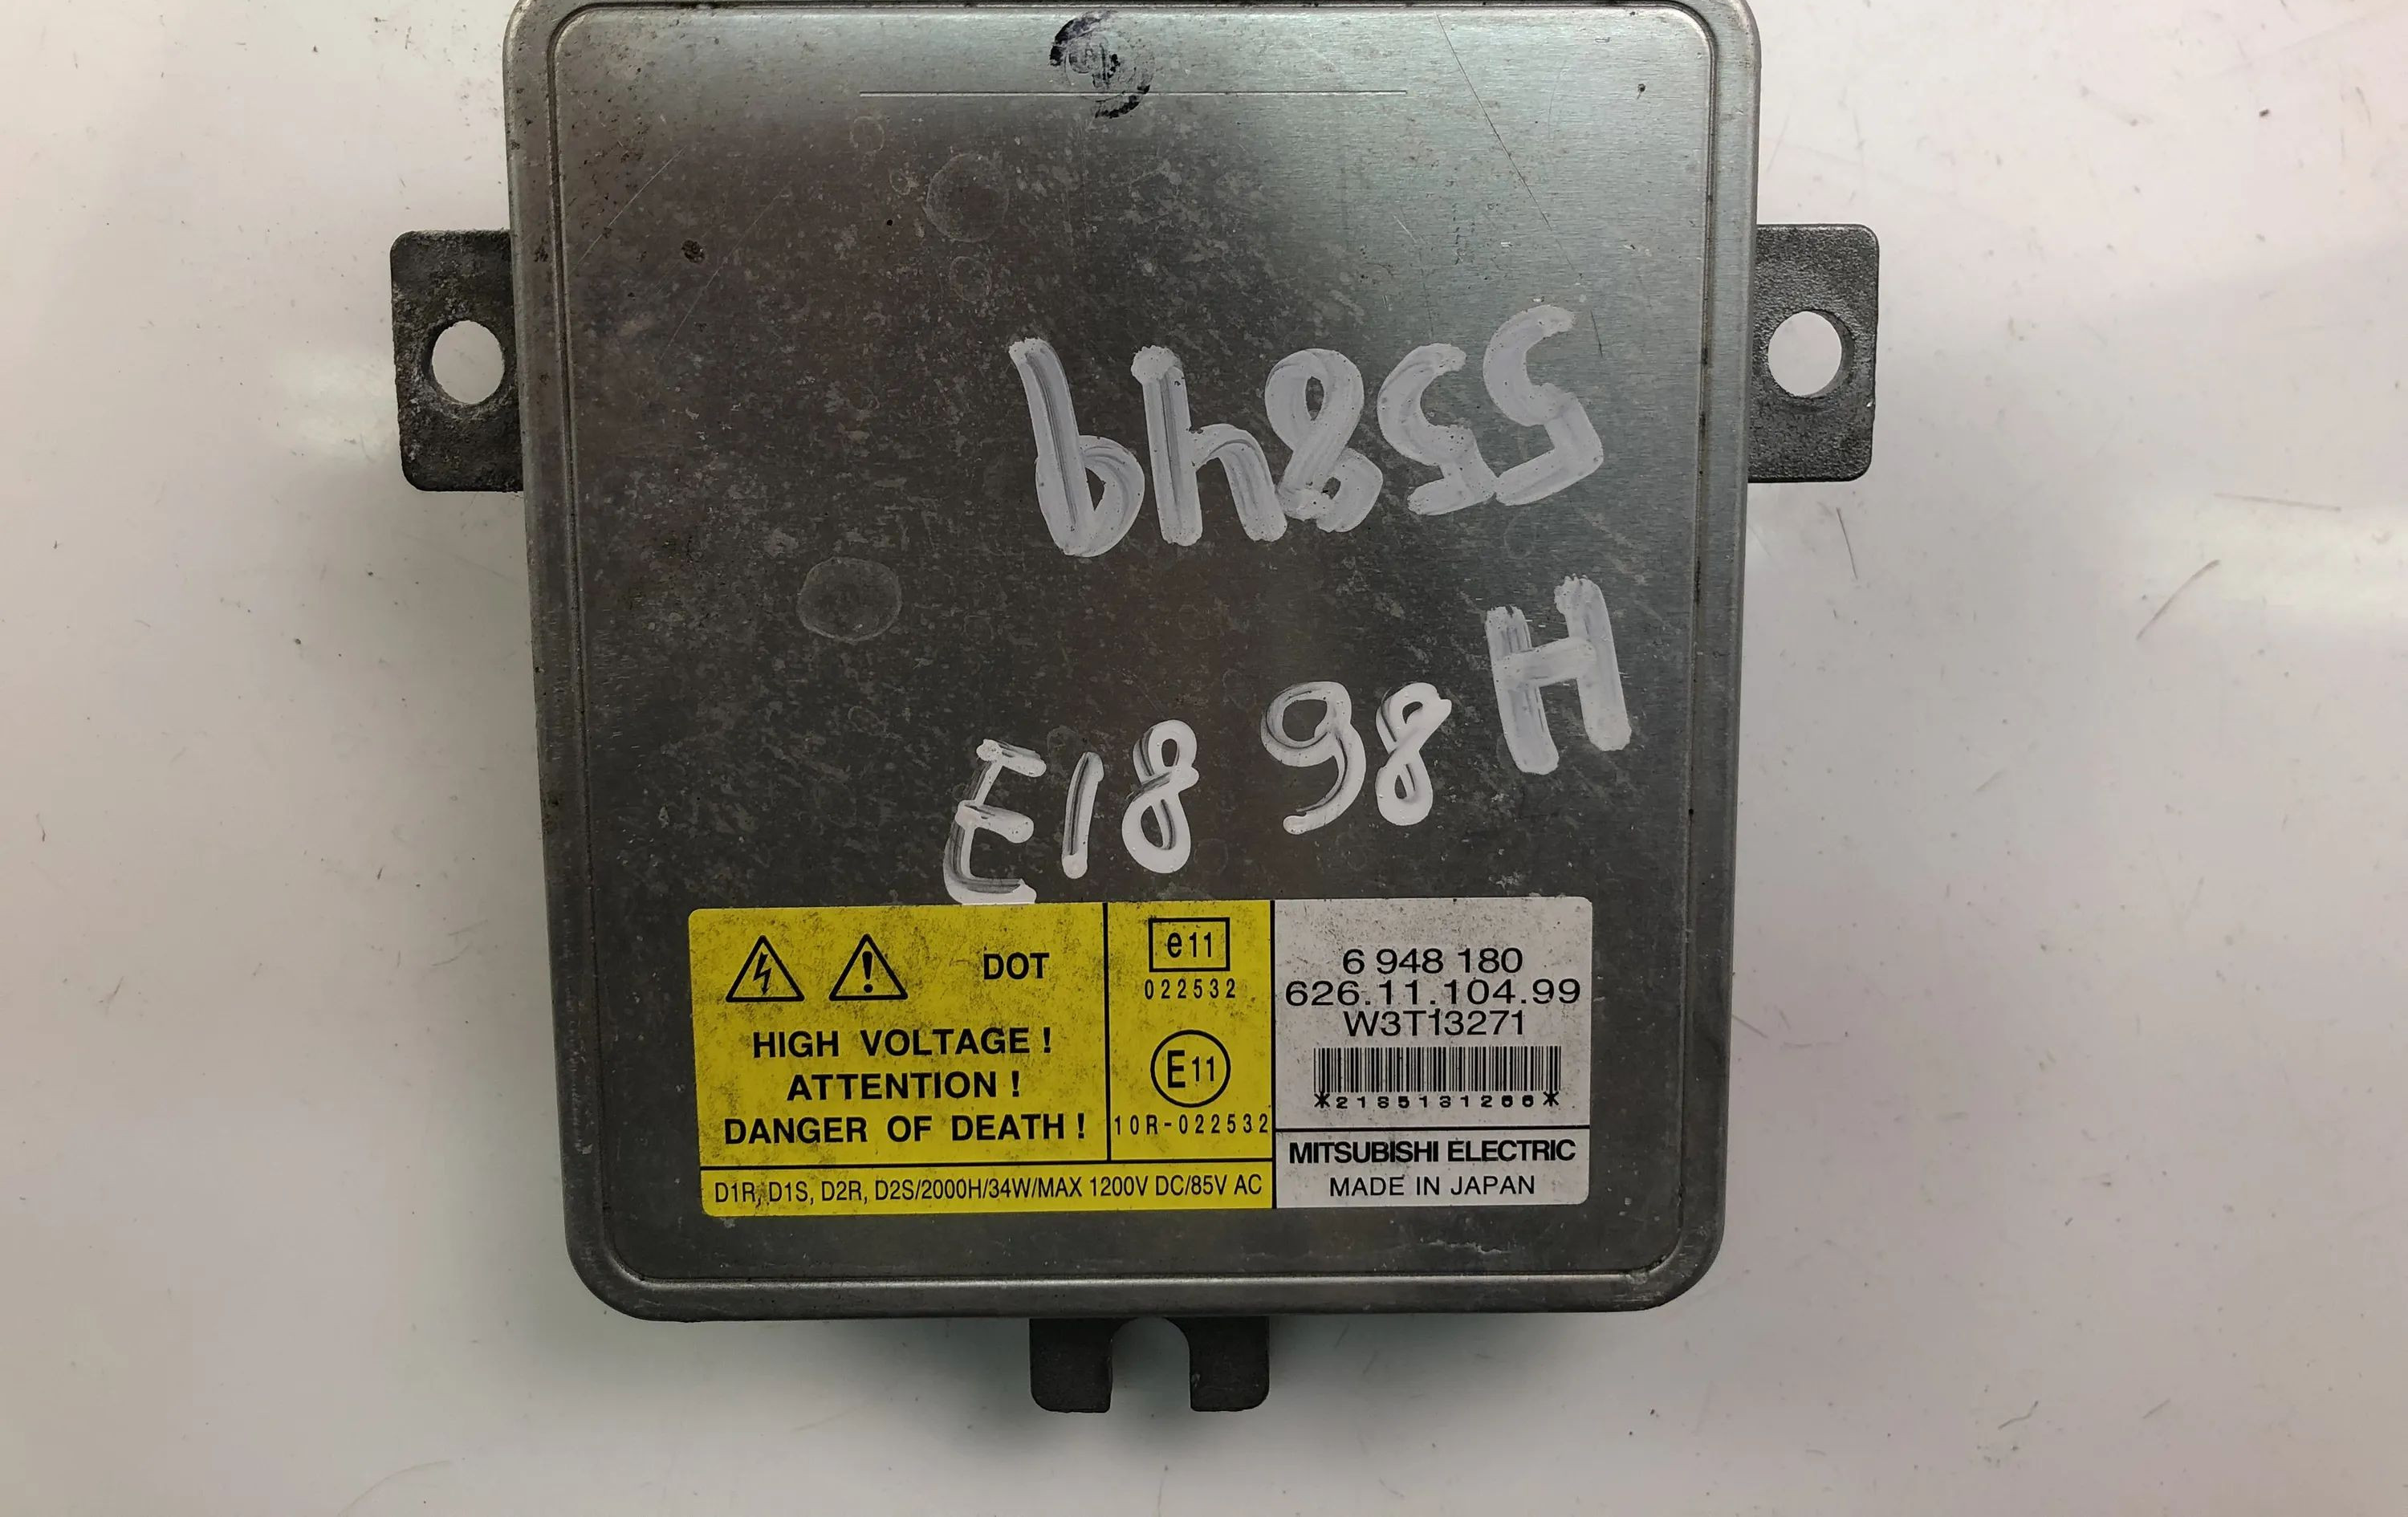 55849
H
E18 98
DOT
HIGH VOLTAGE !
ATTENTION !
DANGER OF DEATH !
e11
022532
E11
10R-022532
D1R, D1S, D2R, D2S/2000H/34W/MAX 1200V DC/85V AC
6 948 180
626.11.104.99
W3T13271
MITSUBISHI ELECTRIC
MADE IN JAPAN